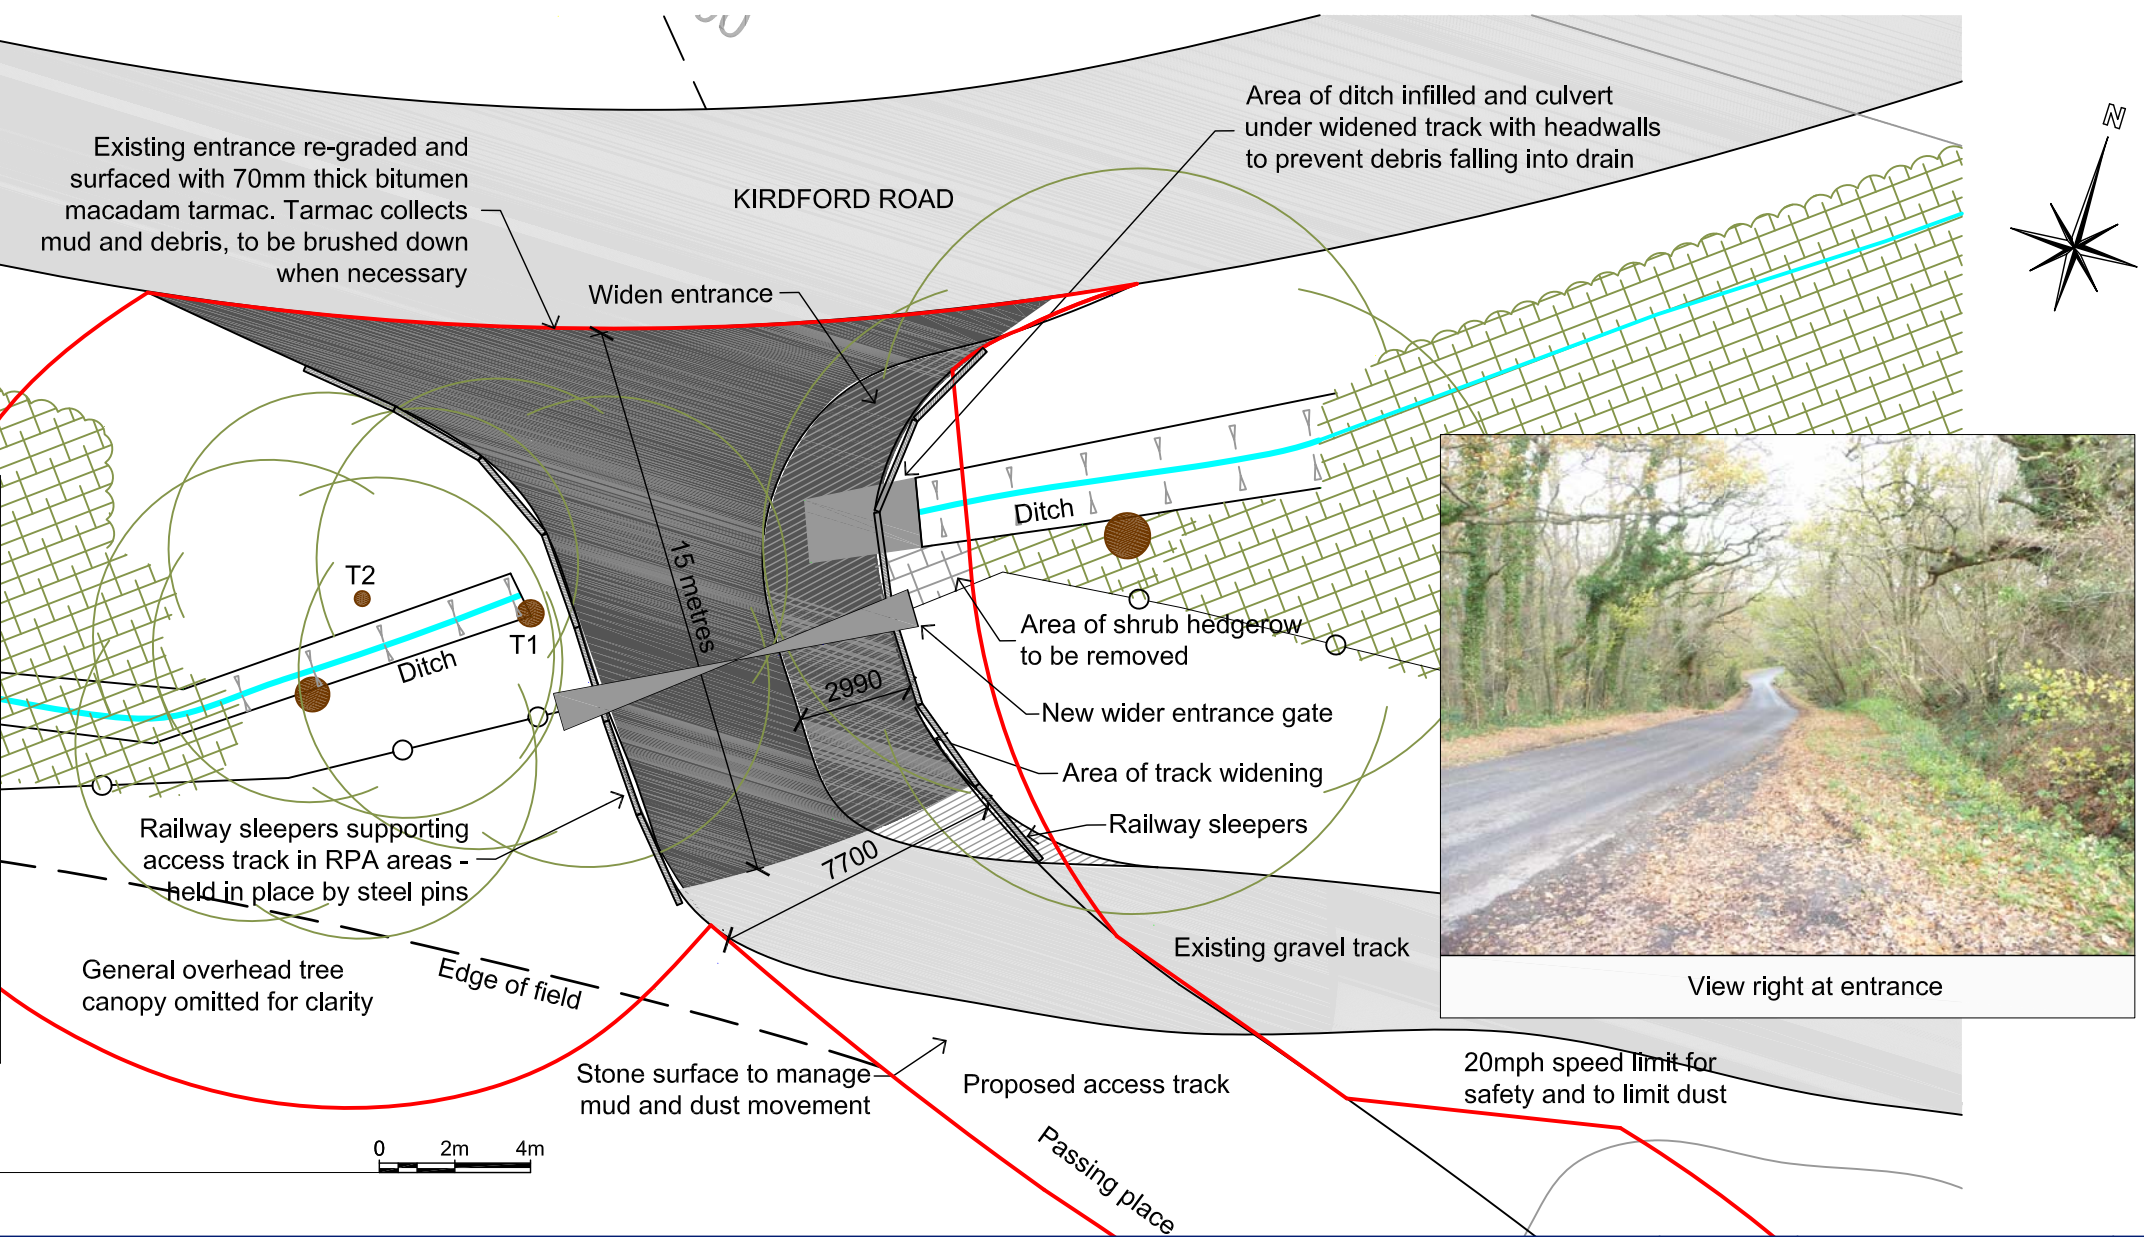 N
Area of ditch infilled and culvert
under widened track with headwalls
to prevent debris falling into drain
Existing entrance re-graded and
surfaced with 70mm thick bitumen
macadam tarmac. Tarmac collects
mud and debris, to be brushed down
when necessary
KIRDFORD ROAD
Widen entrance
Ditch
15 metres
T2
T1
Ditch
Area of shrub hedgerow
to be removed
2990
New wider entrance gate
Area of track widening
Railway sleepers
Railway sleepers supporting
access track in RPA areas -
held in place by steel pins
7700
Existing gravel track
View right at entrance
General overhead tree
canopy omitted for clarity
Edge of field
Stone surface to manage
mud and dust movement
Proposed access track
20mph speed limit for
safety and to limit dust
Passing place
0 2m 4m